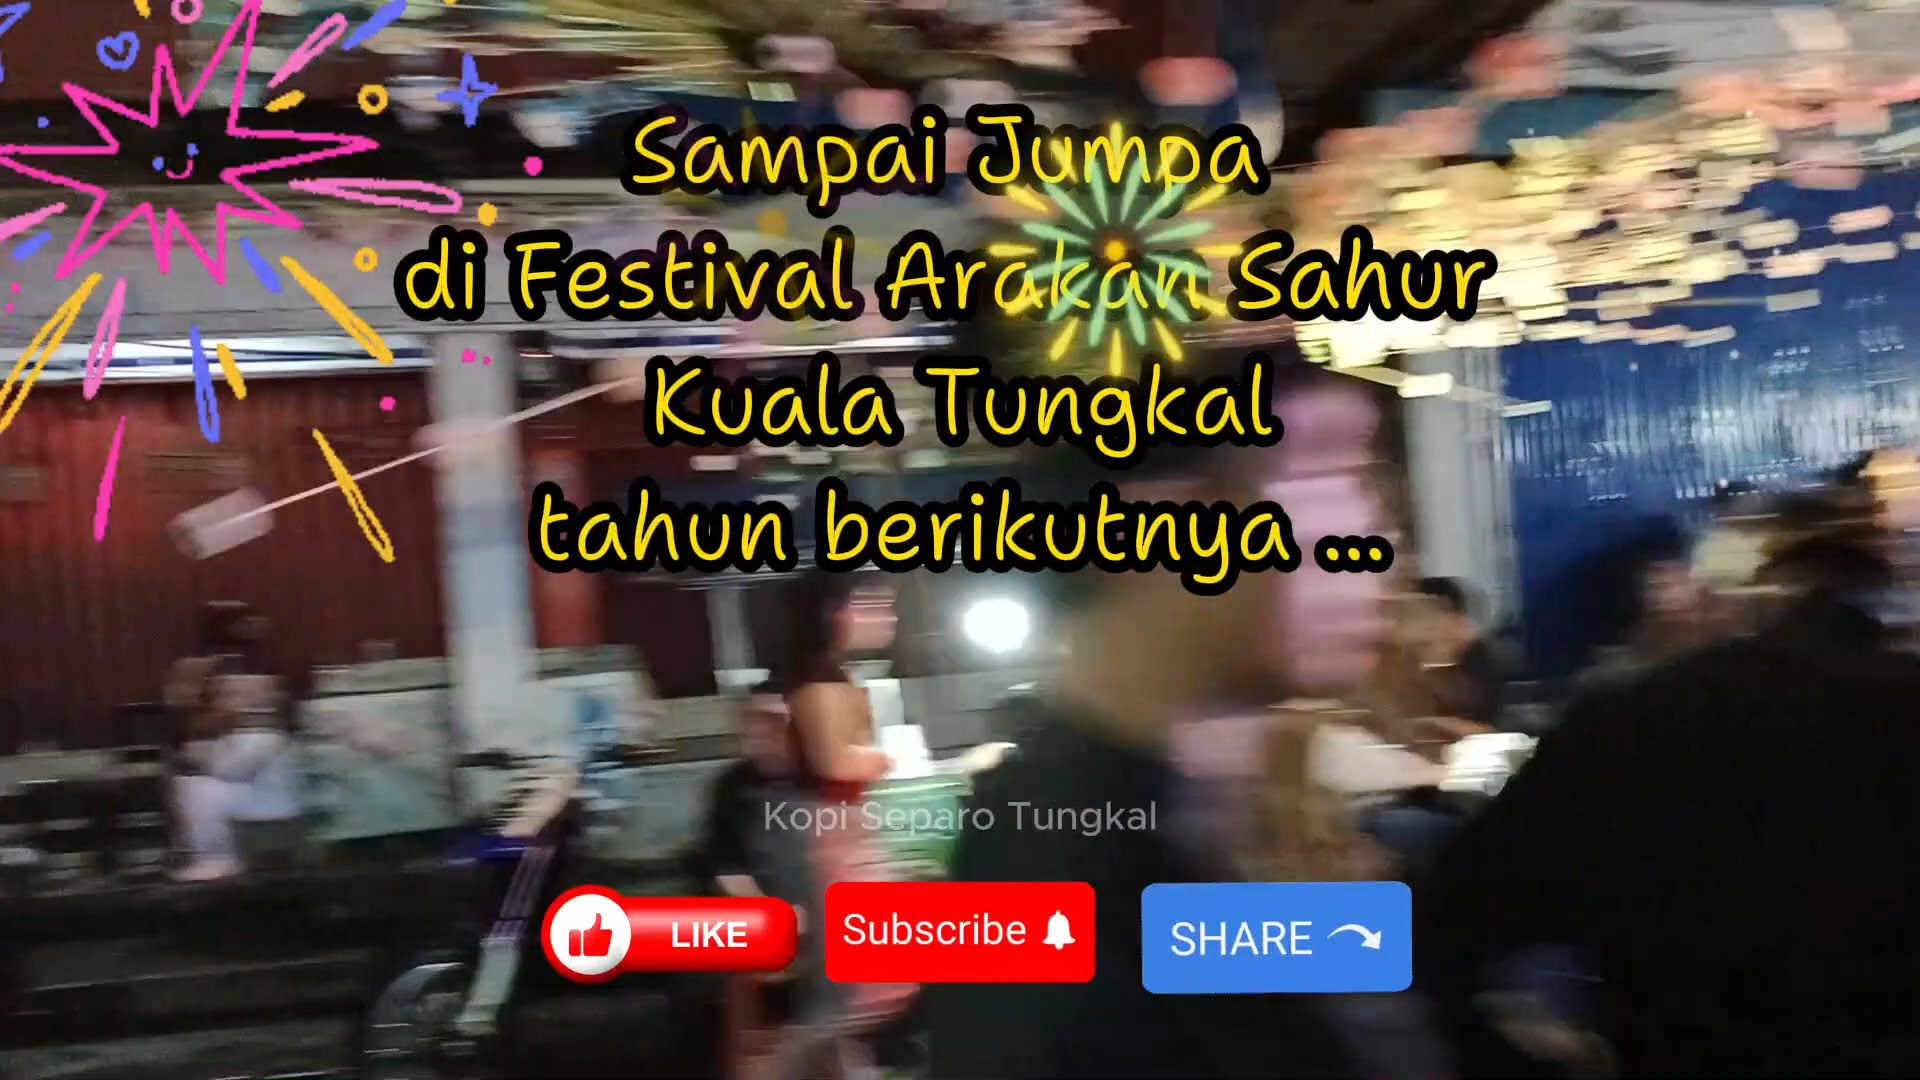 Sampai Jumpa
di Festival Arakan Sahur
Kuala Tungkal
tahun berikutnya ...
Kopi Separo Tungkal
LIKE
Subscribe
SHARE